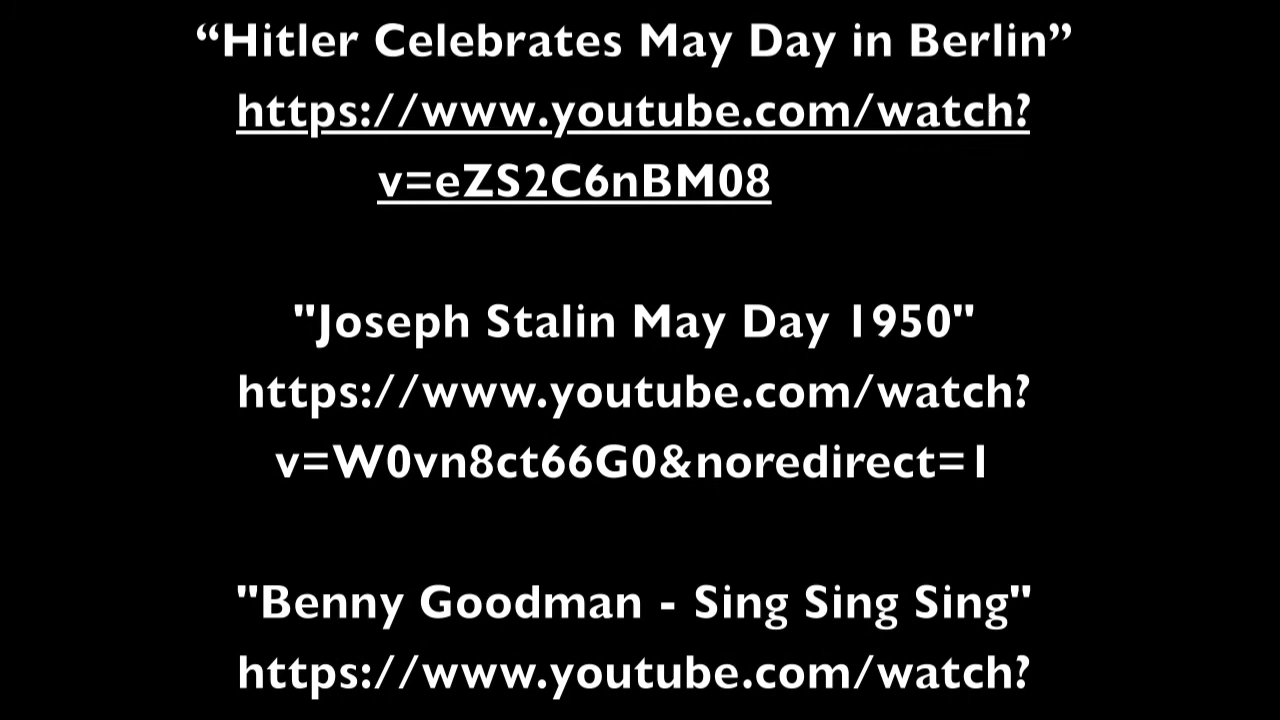 “Hitler Celebrates May Day in Berlin”
https://www.youtube.com/watch?
v=eZS2C6nBM08
"Joseph Stalin May Day 1950"
https://www.youtube.com/watch?
v=W0vn8ct66G0&noredirect=1
"Benny Goodman - Sing Sing Sing"
https://www.youtube.com/watch?